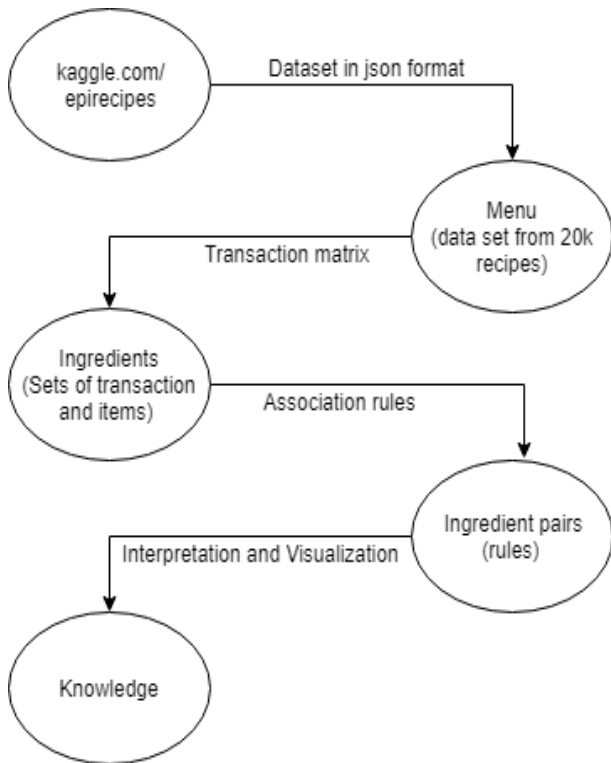 kaggle.com/
epirecipes
Dataset in json format
Menu
(data set from 20k
recipes)
Transaction matrix
Ingredients
(Sets of transaction
and items)
Association rules
Ingredient pairs
(rules)
Interpretation and Visualization
Knowledge